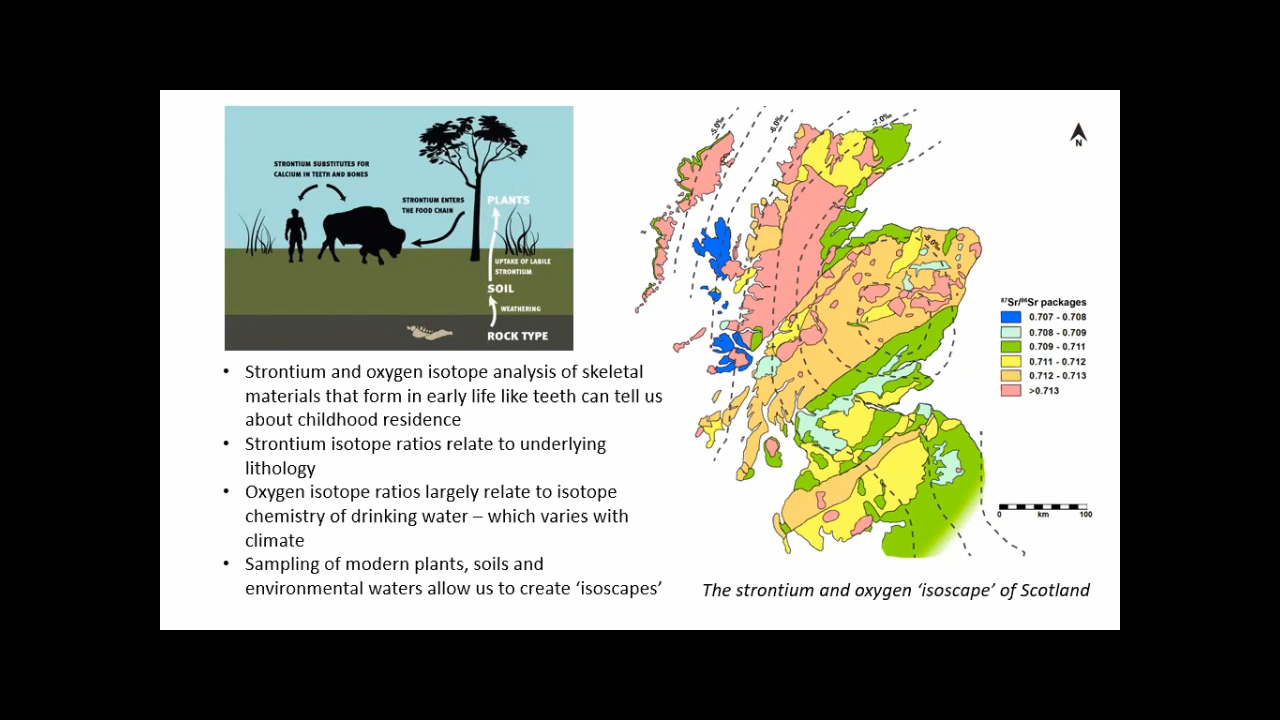 STRONTIUM SUBSTITUTES FOR
CALCIUM IN TEETH AND BONES
STRONTIUM ENTERS
THE FOOD CHAIN
PLANTS
UPTAKE OF LABILE
STRONTIUM
SOIL
WEATHERING
ROCK TYPE
• Strontium and oxygen isotope analysis of skeletal
materials that form in early life like teeth can tell us
about childhood residence
• Strontium isotope ratios relate to underlying
lithology
• Oxygen isotope ratios largely relate to isotope
chemistry of drinking water – which varies with
climate
• Sampling of modern plants, soils and
environmental waters allow us to create ‘isoscapes’
-5.0‰
-6.0‰
-7.0‰
-8.0‰
N
87Sr/86Sr packages
0.707 - 0.708
0.708 - 0.709
0.709 - 0.711
0.711 - 0.712
0.712 - 0.713
>0.713
0 km 100
The strontium and oxygen ‘isoscape’ of Scotland